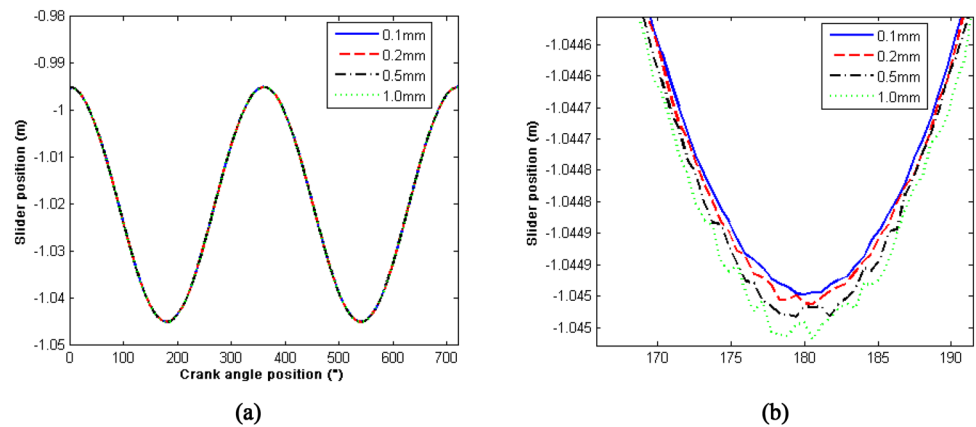 -0.98
-0.99
-1
-1.01
-1.02
-1.03
-1.04
-1.05
Slider position (m)
0.1mm
0.2mm
0.5mm
1.0mm
0 100 200 300 400 500 600 700
Crank angle position (°)
(a)
-1.0446
-1.0446
-1.0447
-1.0447
-1.0448
-1.0448
-1.0449
-1.0449
-1.045
-1.045
Slider position (m)
0.1mm
0.2mm
0.5mm
1.0mm
170 175 180 185 190
(b)